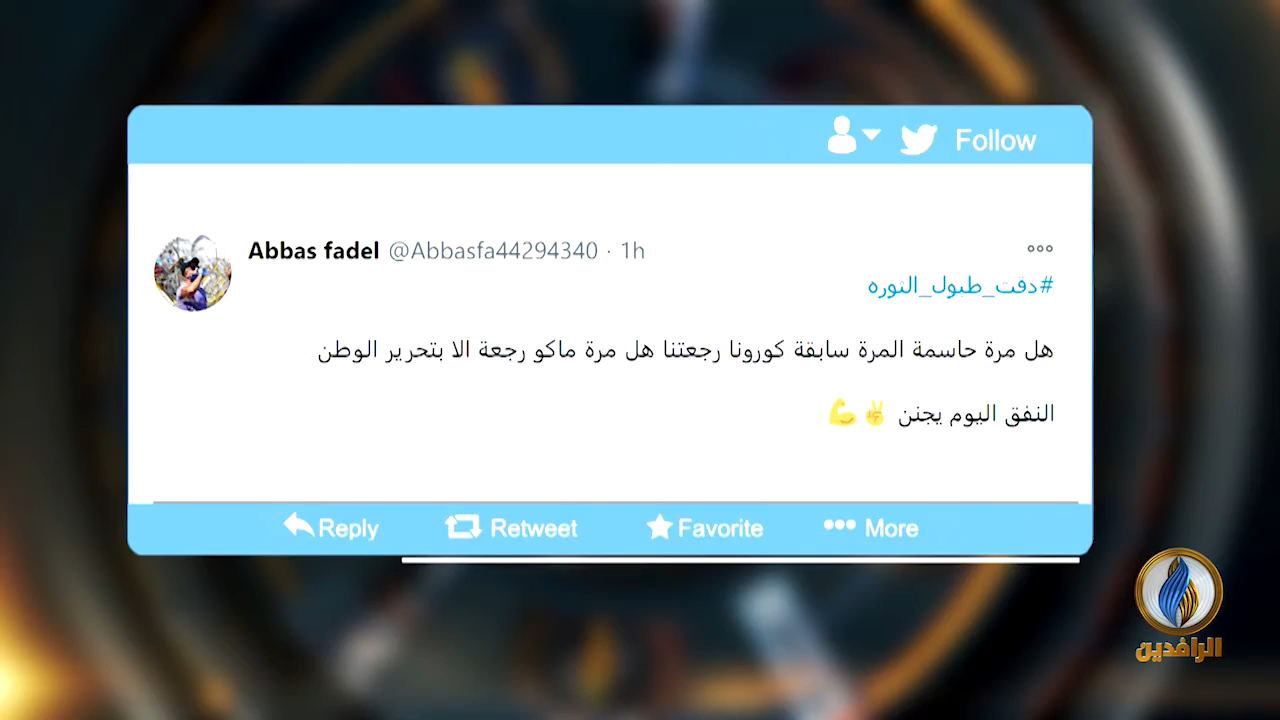 Follow
Abbas fadel @Abbasfa44294340 · 1h
#دقت_طبول_الثوره
هل مرة حاسمة المرة سابقة كورونا رجعتنا هل مرة ماكو رجعة الا بتحرير الوطن
النفق اليوم يجنن ✌💪
Reply Retweet Favorite More
الرافدين